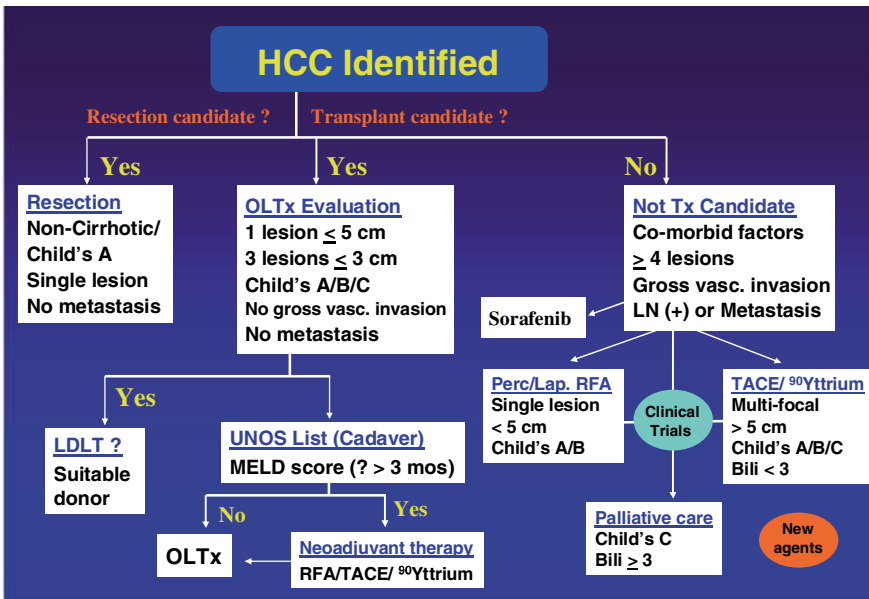 HCC Identified
Resection candidate ?
Transplant candidate ?
Yes
Yes
No
Resection
Non-Cirrhotic/
Child's A
Single lesion
No metastasis
OLTx Evaluation
1 lesion ≤ 5 cm
3 lesions ≤ 3 cm
Child's A/B/C
No gross vasc. invasion
No metastasis
Not Tx Candidate
Co-morbid factors
≥ 4 lesions
Gross vasc. invasion
LN (+) or Metastasis
Sorafenib
Yes
LDLT ?
Suitable
donor
UNOS List (Cadaver)
MELD score (? > 3 mos)
No
Yes
OLTx
Neoadjuvant therapy
RFA/TACE/ ⁹⁰Yttrium
Perc/Lap. RFA
Single lesion
< 5 cm
Child's A/B
Clinical
Trials
TACE/ ⁹⁰Yttrium
Multi-focal
> 5 cm
Child's A/B/C
Bili < 3
Palliative care
Child's C
Bili ≥ 3
New
agents